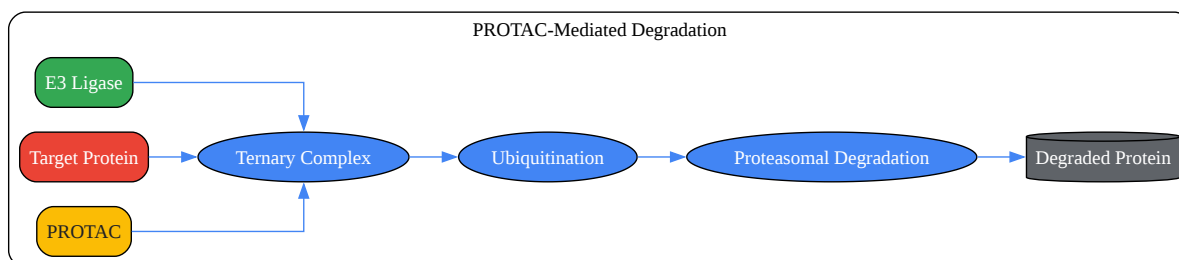 PROTAC-Mediated Degradation
E3 Ligase
Target Protein
Ternary Complex
Ubiquitination
Proteasomal Degradation
Degraded Protein
PROTAC